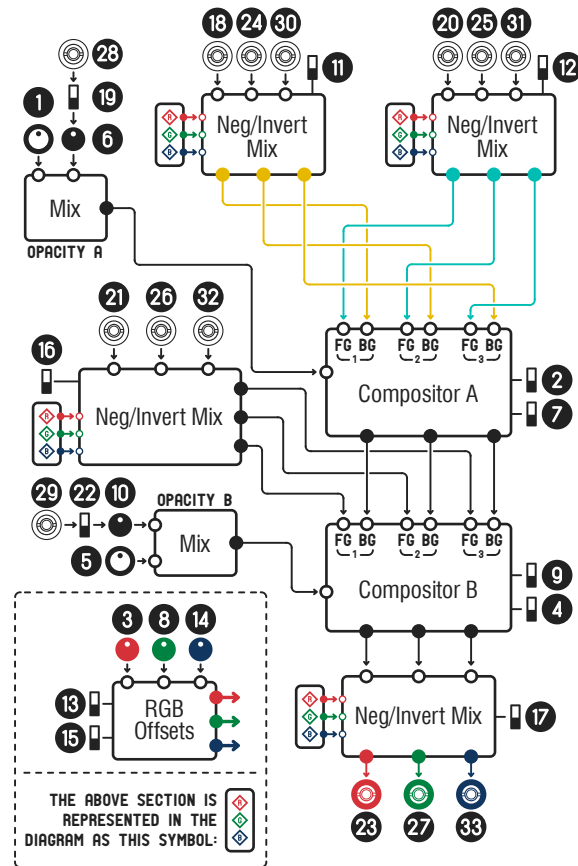 28
18 24 30
20 25 31
1
19
11
12
6
R
G
B
Neg/Invert
Mix
R
G
B
Neg/Invert
Mix
Mix
OPACITY A
21 26 32
16
FG BG FG BG FG BG
1 2 3
Compositor A
2
7
R
G
B
Neg/Invert Mix
29 22 10
OPACITY B
5
Mix
FG BG FG BG FG BG
1 2 3
Compositor B
9
4
3 8 14
13
15
RGB
Offsets
R
G
B
Neg/Invert Mix
17
23 27 33
THE ABOVE SECTION IS
REPRESENTED IN THE
DIAGRAM AS THIS SYMBOL:
R
G
B